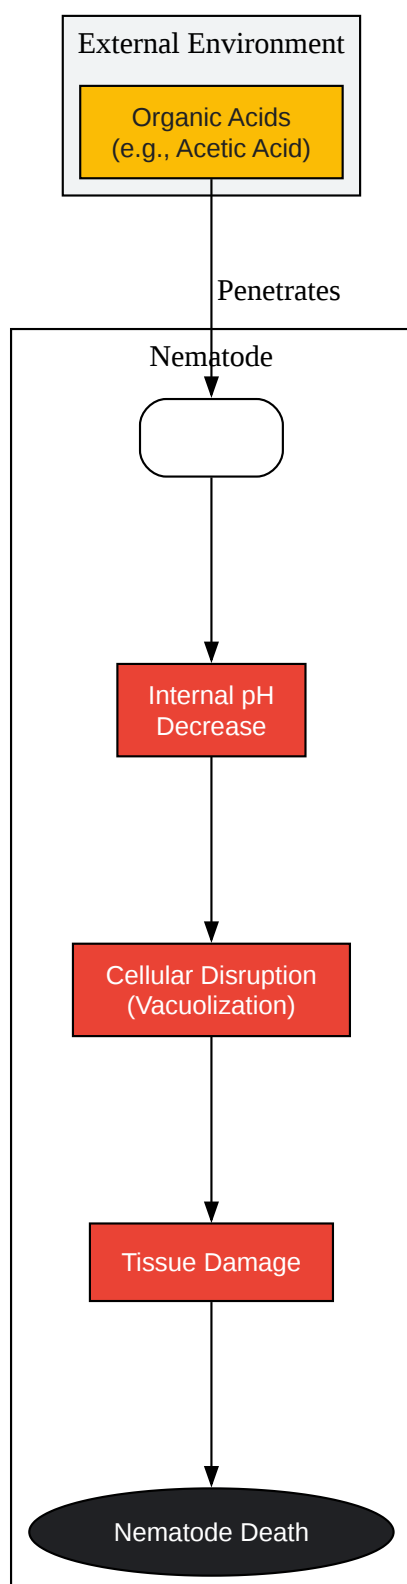 External Environment
Organic Acids
(e.g., Acetic Acid)
Penetrates
Nematode
Internal pH
Decrease
Cellular Disruption
(Vacuolization)
Tissue Damage
Nematode Death